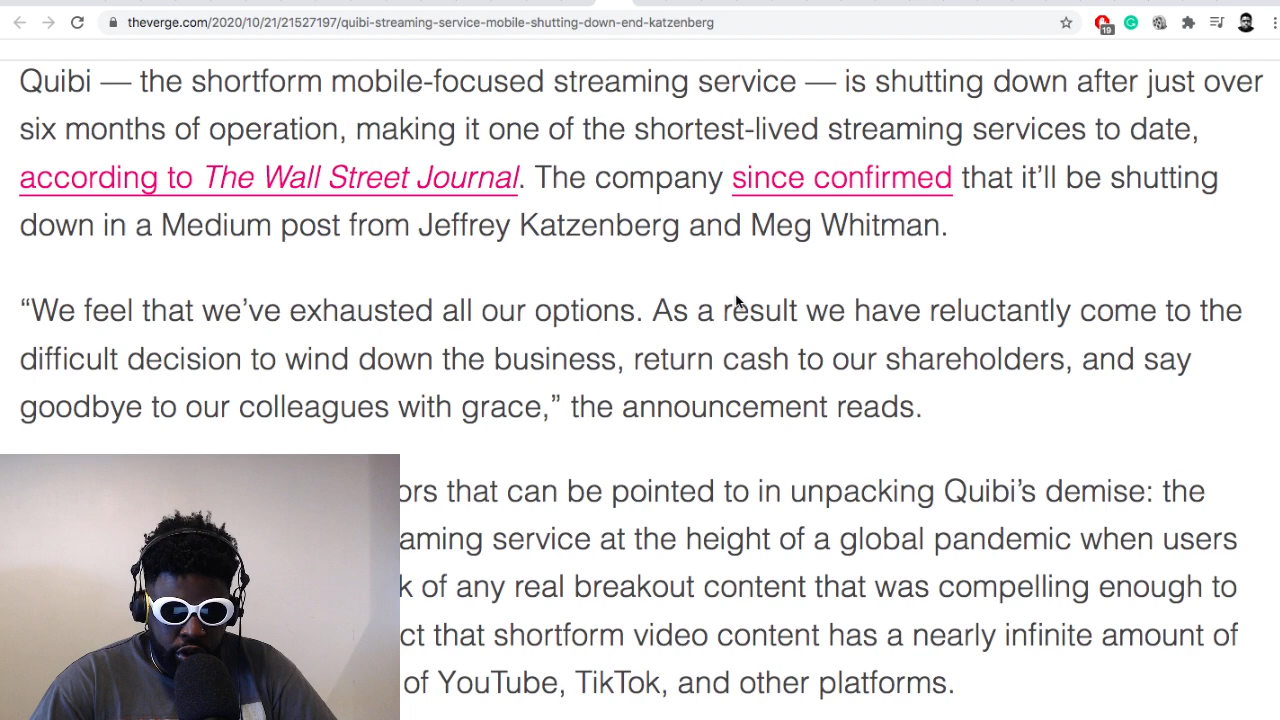 theverge.com/2020/10/21/21527197/quibi-streaming-service-mobile-shutting-down-end-katzenberg
19
Quibi — the shortform mobile-focused streaming service — is shutting down after just over
six months of operation, making it one of the shortest-lived streaming services to date,
according to The Wall Street Journal. The company since confirmed that it’ll be shutting
down in a Medium post from Jeffrey Katzenberg and Meg Whitman.
“We feel that we’ve exhausted all our options. As a result we have reluctantly come to the
difficult decision to wind down the business, return cash to our shareholders, and say
goodbye to our colleagues with grace,” the announcement reads.
ors that can be pointed to in unpacking Quibi’s demise: the
aming service at the height of a global pandemic when users
k of any real breakout content that was compelling enough to
ct that shortform video content has a nearly infinite amount of
of YouTube, TikTok, and other platforms.